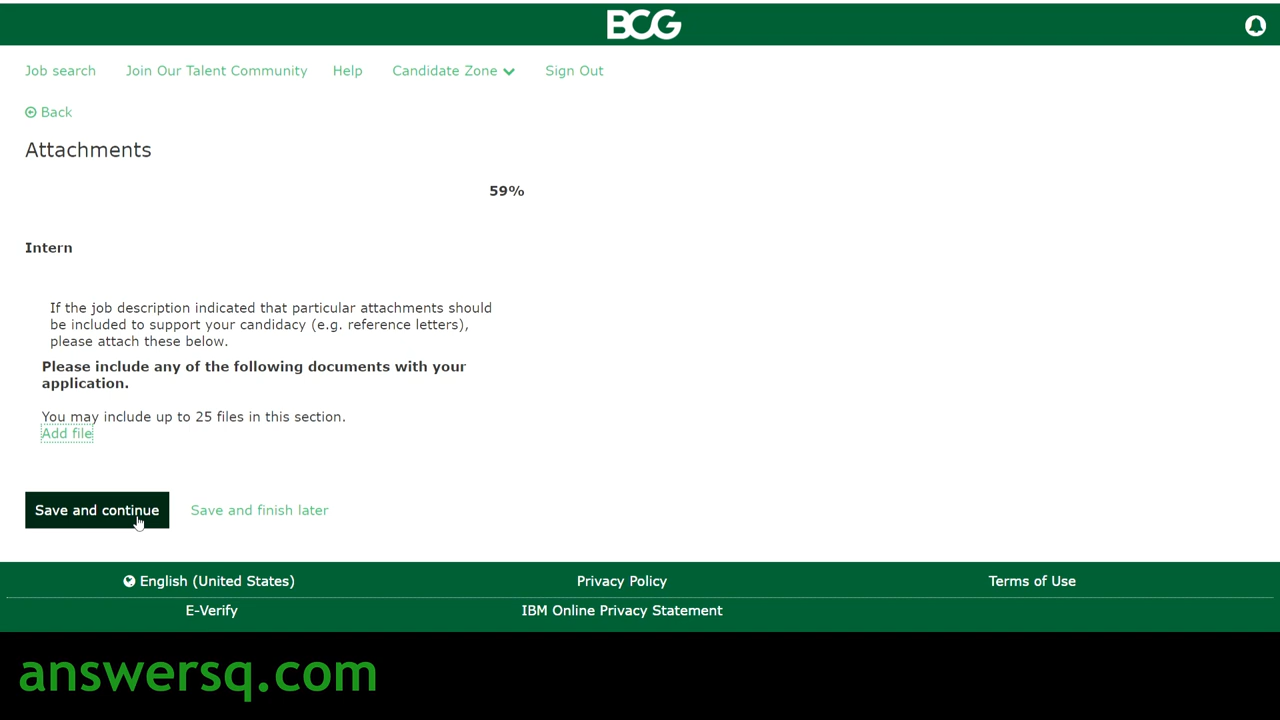 BCG
Job search
Join Our Talent Community
Help
Candidate Zone
Sign Out
Back
Attachments
59%
Intern
If the job description indicated that particular attachments should
be included to support your candidacy (e.g. reference letters),
please attach these below.
Please include any of the following documents with your
application.
You may include up to 25 files in this section.
Add file
Save and continue
Save and finish later
English (United States)
Privacy Policy
Terms of Use
E-Verify
IBM Online Privacy Statement
answersq.com